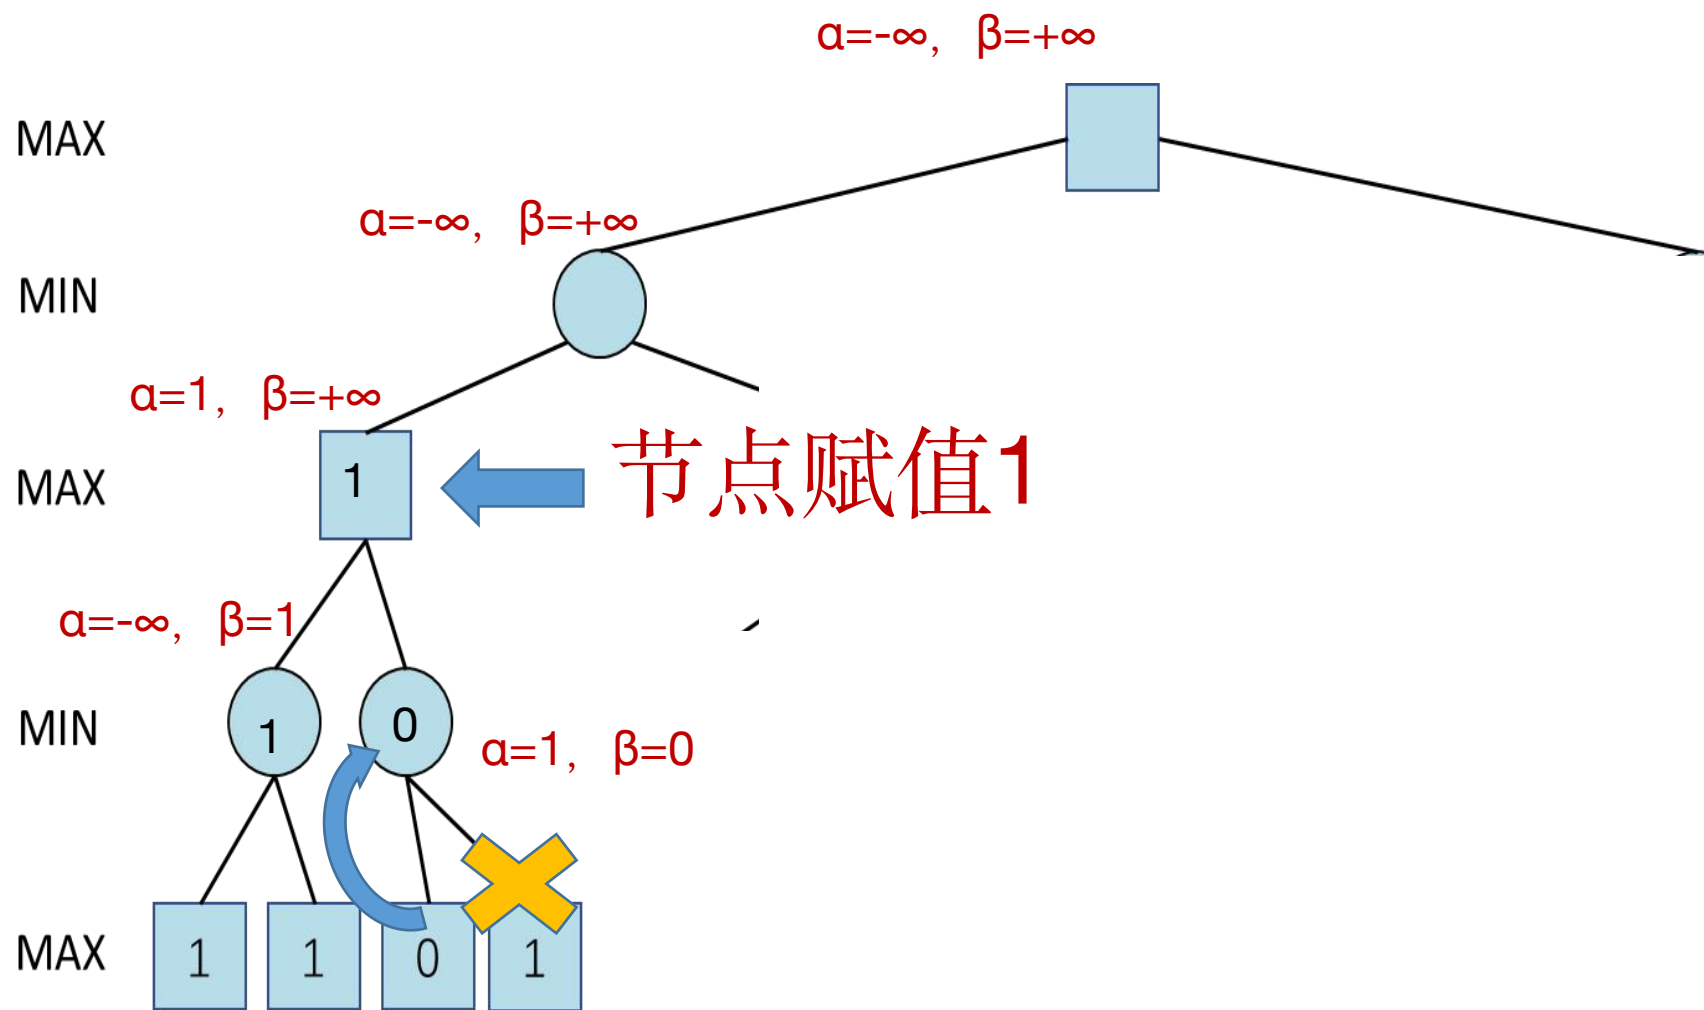 α=-∞, β=+∞
MAX
α=-∞, β=+∞
MIN
α=1, β=+∞
MAX
1
节点赋值1
α=-∞, β=1
MIN
1
0
α=1, β=0
MAX
1
1
0
1